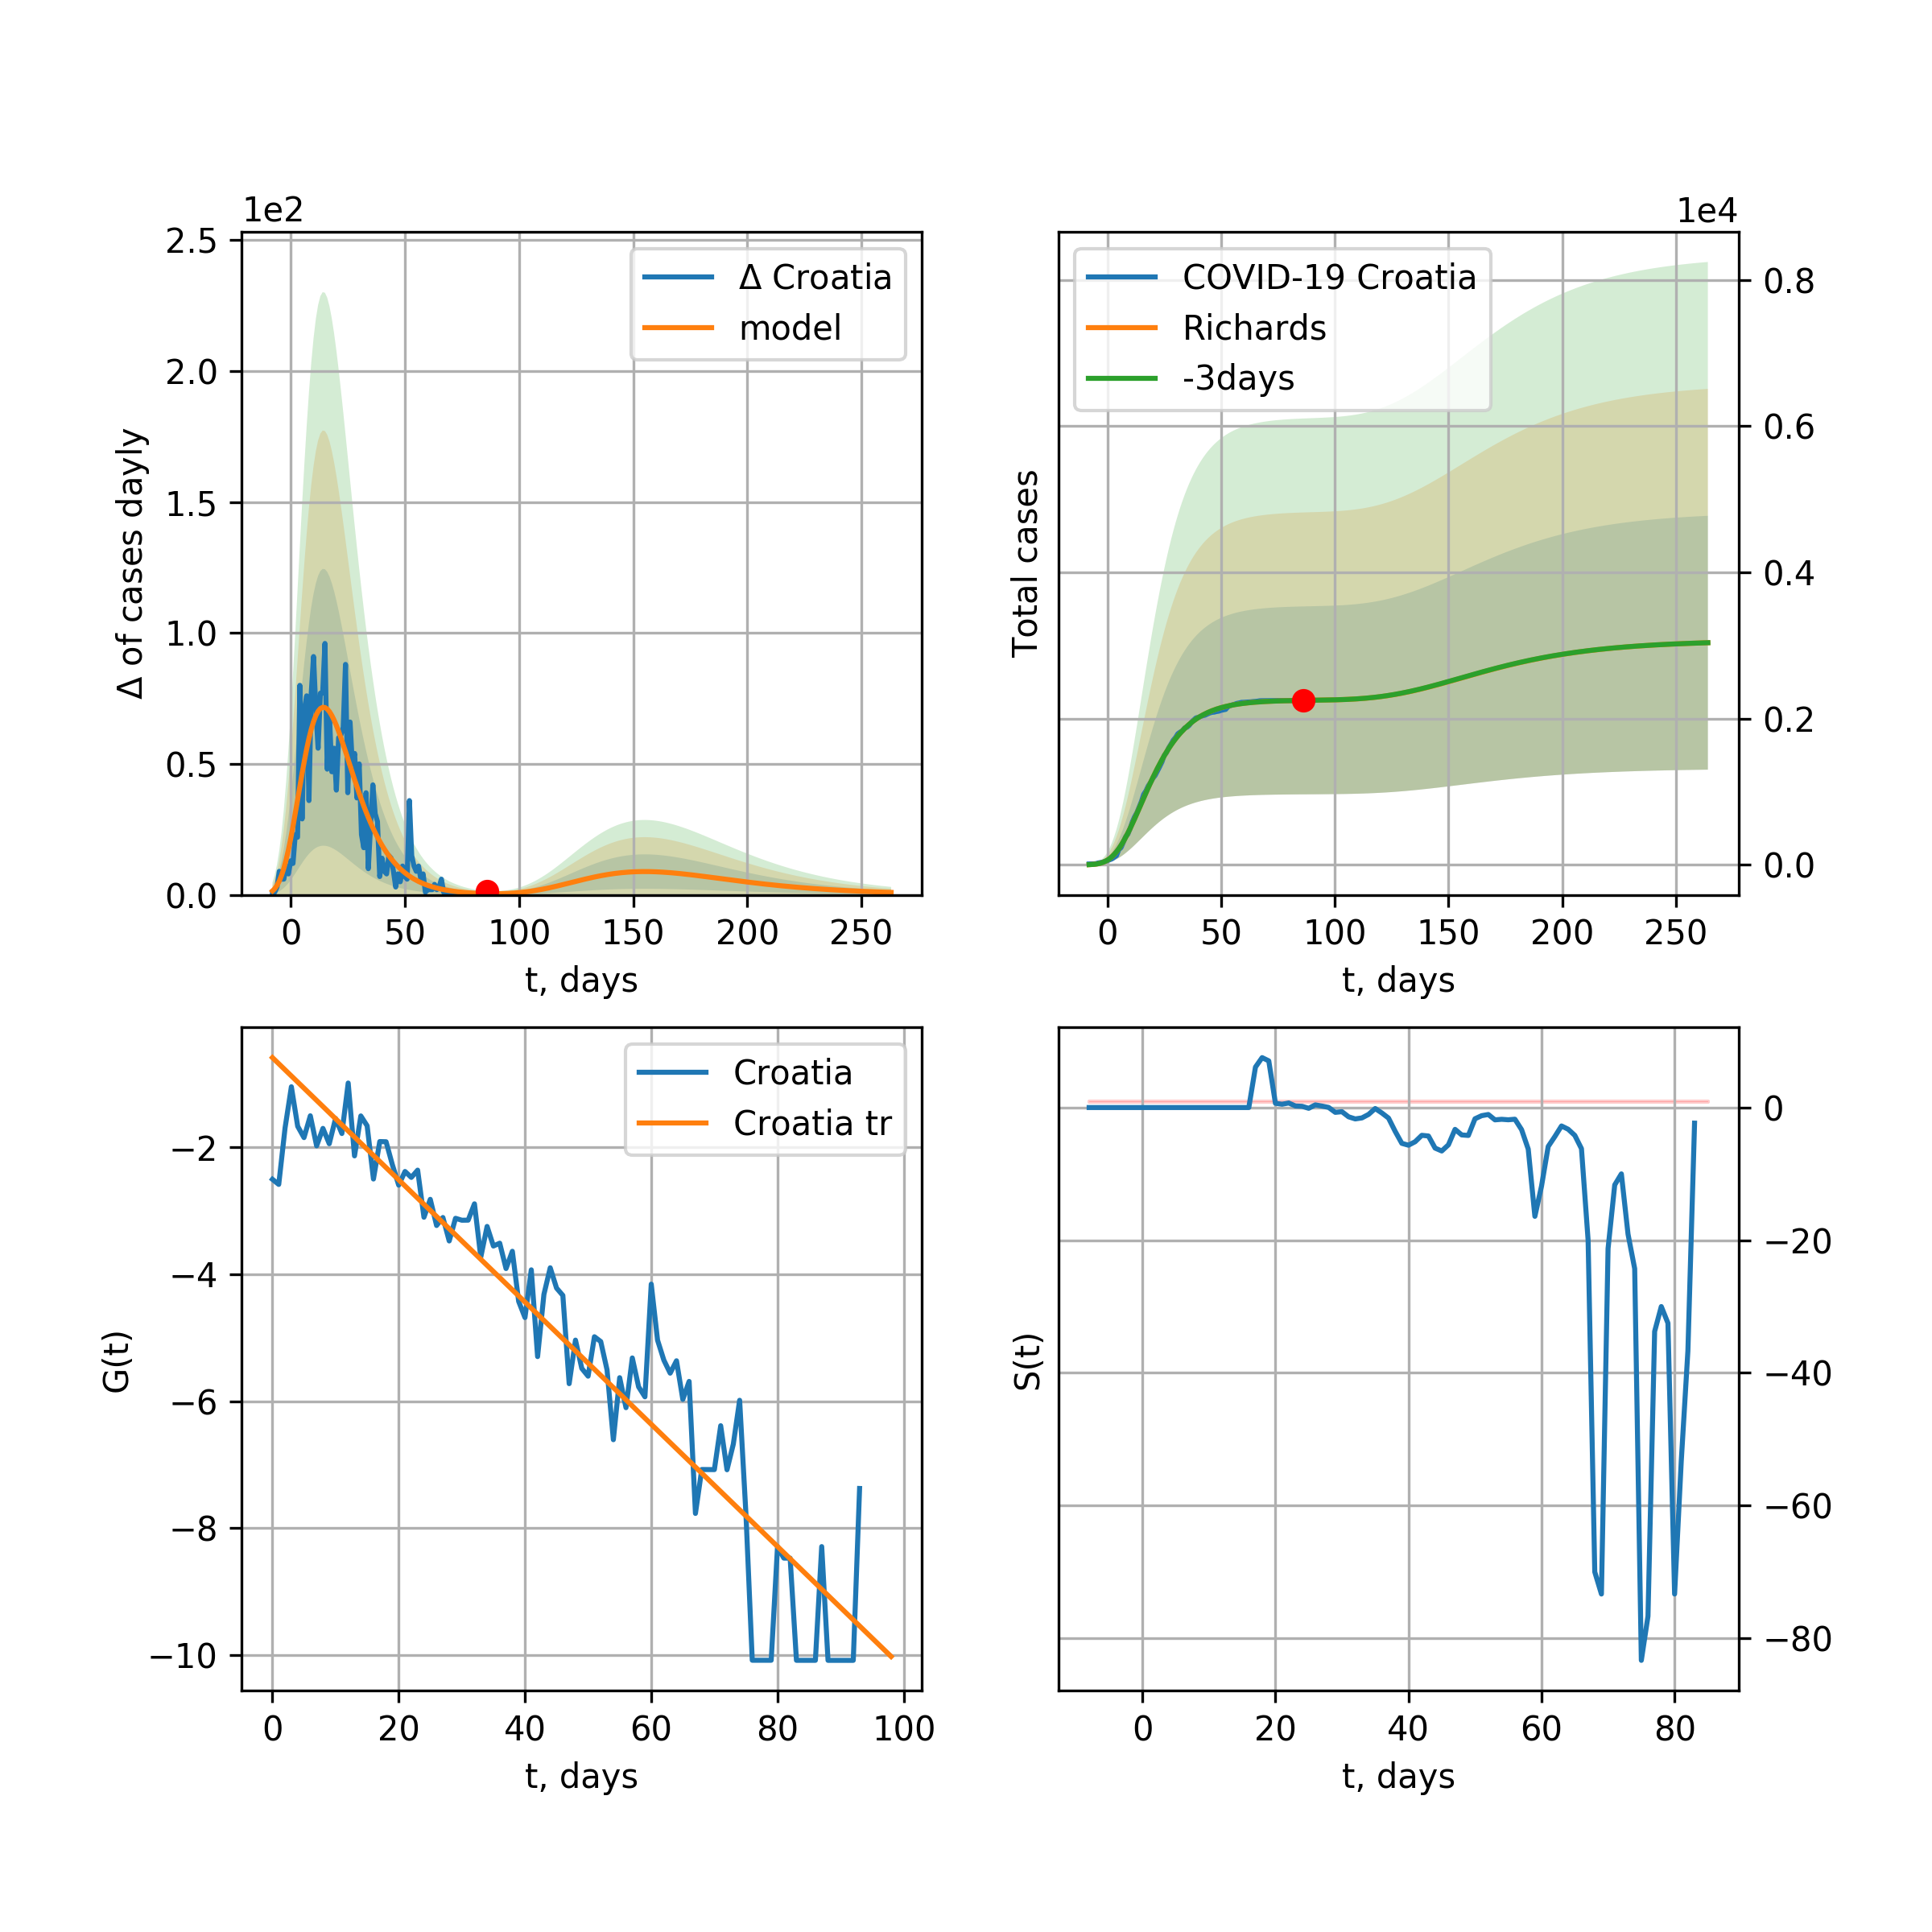 1e2
2.5
2.0
1.5
1.0
0.5
0.0
Δ of cases dayly
Δ Croatia
model
0 50 100 150 200 250
t, days
1e4
0.8
0.6
0.4
0.2
0.0
Total cases
COVID-19 Croatia
Richards
-3days
0 50 100 150 200 250
t, days
−2
−4
−6
−8
−10
G(t)
Croatia
Croatia tr
0 20 40 60 80 100
t, days
0
−20
−40
−60
−80
S(t)
0 20 40 60 80
t, days